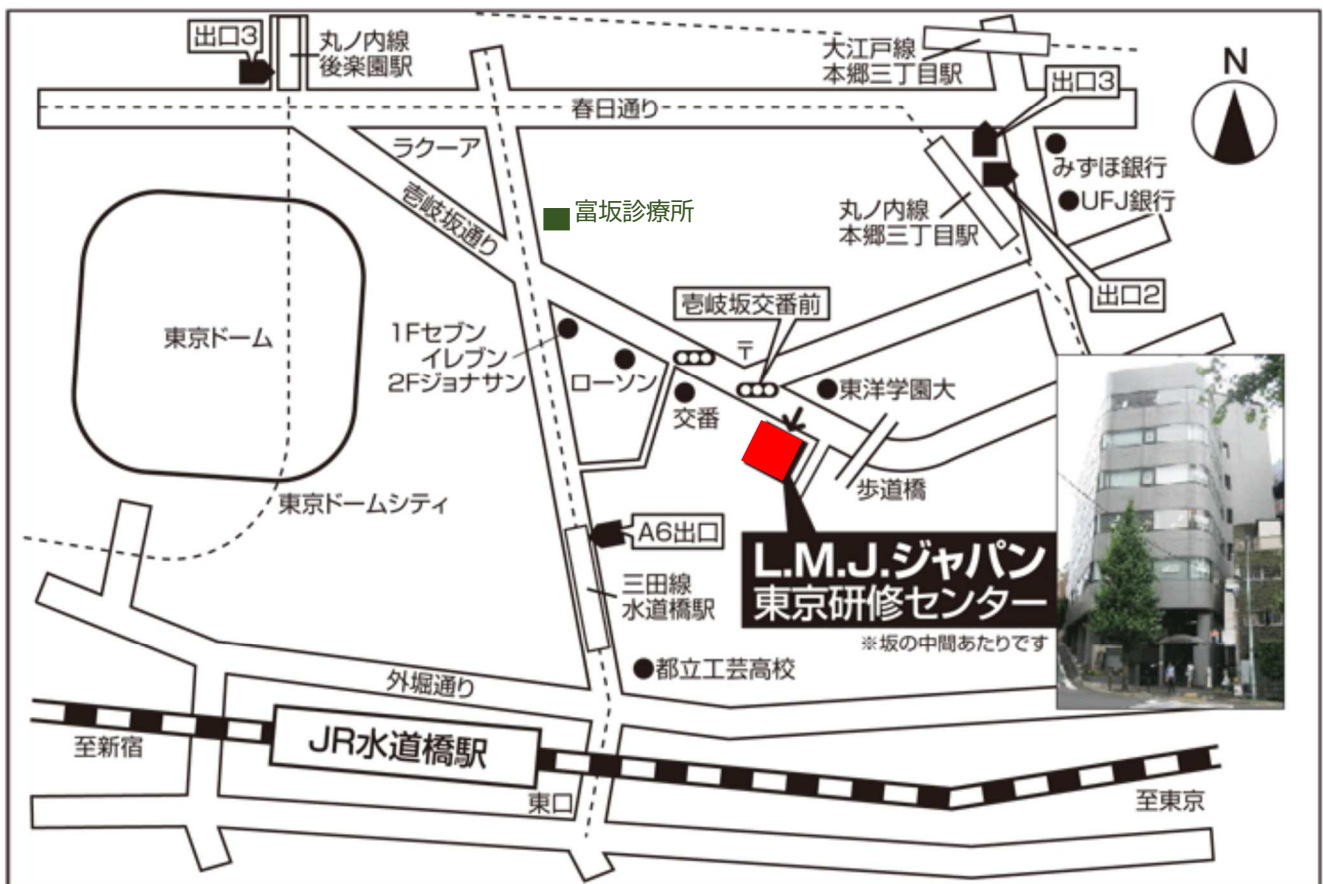 出口3
丸ノ内線
後楽園駅
大江戸線
本郷三丁目駅
N
出口3
春日通り
ラクーア
みずほ銀行
UFJ銀行
壱岐坂通り
富坂診療所
丸ノ内線
本郷三丁目駅
出口2
壱岐坂交番前
〒
東京ドーム
1Fセブン
イレブン
2Fジョナサン
ローソン
交番
東洋学園大
歩道橋
東京ドームシティ
A6出口
L.M.J.ジャパン
東京研修センター
※坂の中間あたりです
三田線
水道橋駅
都立工芸高校
外堀通り
JR水道橋駅
至新宿
東口
至東京